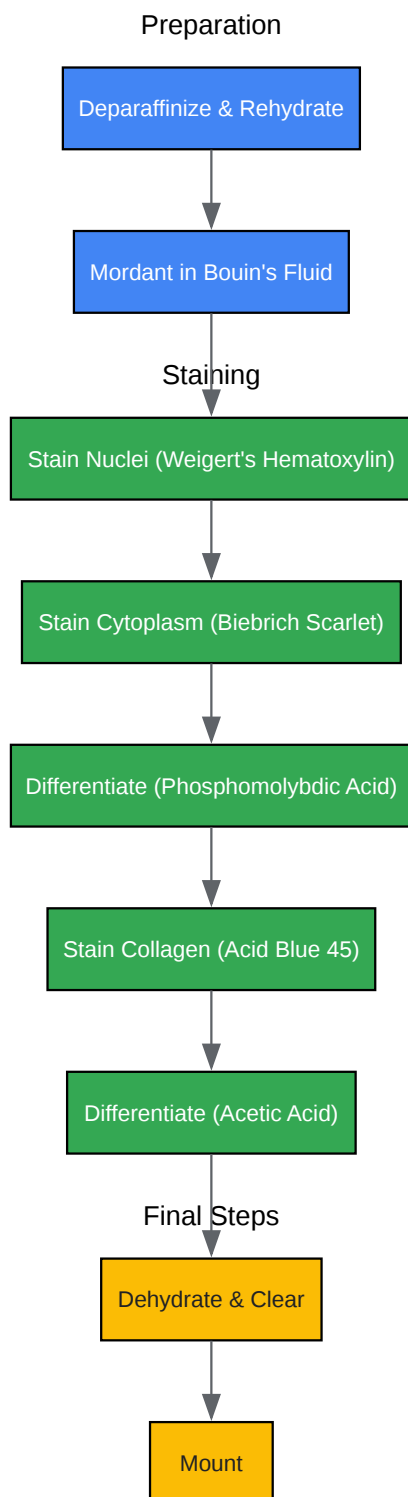 Preparation
Deparaffinize & Rehydrate
Mordant in Bouin's Fluid
Staining
Stain Nuclei (Weigert's Hematoxylin)
Stain Cytoplasm (Biebrich Scarlet)
Differentiate (Phosphomolybdic Acid)
Stain Collagen (Acid Blue 45)
Differentiate (Acetic Acid)
Final Steps
Dehydrate & Clear
Mount